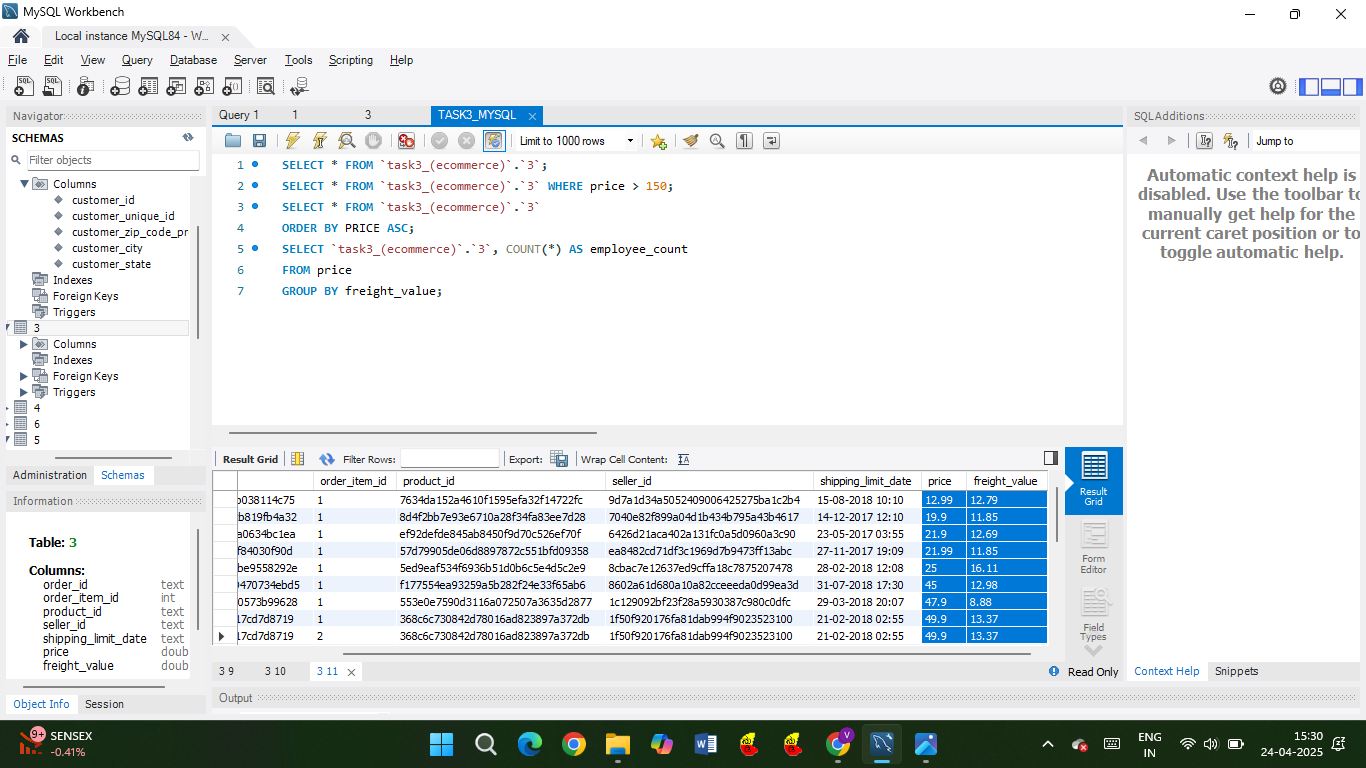 MySQL Workbench
Local instance MySQL84 - W...
File Edit View Query Database Server Tools Scripting Help
Navigator
SCHEMAS
Filter objects
Columns
customer_id
customer_unique_id
customer_zip_code_pr
customer_city
customer_state
Indexes
Foreign Keys
Triggers
3
Columns
Indexes
Foreign Keys
Triggers
4
6
5
Administration Schemas
Information
Table: 3
Columns:
order_id text
order_item_id int
product_id text
seller_id text
shipping_limit_date text
price doub
freight_value doub
Object Info Session
Query 1 1 3 TASK3_MYSQL
Limit to 1000 rows
1 SELECT * FROM `task3_(ecommerce)`.`3`;
2 SELECT * FROM `task3_(ecommerce)`.`3` WHERE price > 150;
3 SELECT * FROM `task3_(ecommerce)`.`3`
4 ORDER BY PRICE ASC;
5 SELECT `task3_(ecommerce)`.`3`, COUNT(*) AS employee_count
6 FROM price
7 GROUP BY freight_value;
Result Grid Filter Rows: Export: Wrap Cell Content:
order_item_id product_id seller_id shipping_limit_date price freight_value
b038114c75 1 7634da152a4610f1595efa32f14722fc 9d7a1d34a5052409006425275ba1c2b4 15-08-2018 10:10 12.99 12.79
b819fb4a32 1 8d4f2bb7e93e6710a28f34fa83ee7d28 7040e82f899a04d1b434b795a43b4617 14-12-2017 12:10 19.9 11.85
a0634bc1ea 1 ef92defde845ab8450f9d70c526ef70f 6426d21aca402a131fc0a5d0960a3c90 23-05-2017 03:55 21.9 12.69
f84030f90d 1 57d79905de06d8897872c551bfd09358 ea8482cd71df3c1969d7b9473ff13abc 27-11-2017 19:09 21.99 11.85
be9558292e 1 5ed9eaf534f6936b51d0b6c5e4d5c2e9 8cbac7e12637ed9cffa18c7875207478 28-02-2018 12:08 25 16.11
9470734ebd5 1 f177554ea93259a5b282f24e33f65ab6 8602a61d680a10a82cceeeda0d99ea3d 31-07-2018 17:30 45 12.98
0573b99628 1 553e0e7590d3116a072507a3635d2877 1c129092bf23f28a5930387c980c0dfc 29-03-2018 20:07 47.9 8.88
17cd7d8719 1 368c6c730842d78016ad823897a372db 1f50f920176fa81dab994f9023523100 21-02-2018 02:55 49.9 13.37
17cd7d8719 2 368c6c730842d78016ad823897a372db 1f50f920176fa81dab994f9023523100 21-02-2018 02:55 49.9 13.37
Result
Grid
Form
Editor
Field
Types
3 9 3 10 3 11
Read Only
Output
SQLAdditions
Jump to
Automatic context help is
disabled. Use the toolbar to
manually get help for the
current caret position or to
toggle automatic help.
Context Help Snippets
9+
SENSEX
-0.41%
V
ENG
IN
15:30
24-04-2025